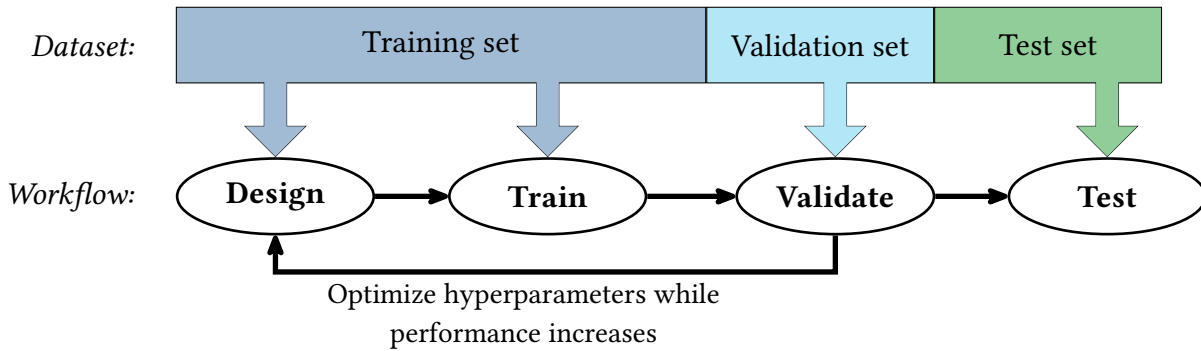 Dataset: Training set Validation set Test set
Workflow: Design Train Validate Test
Optimize hyperparameters while
performance increases